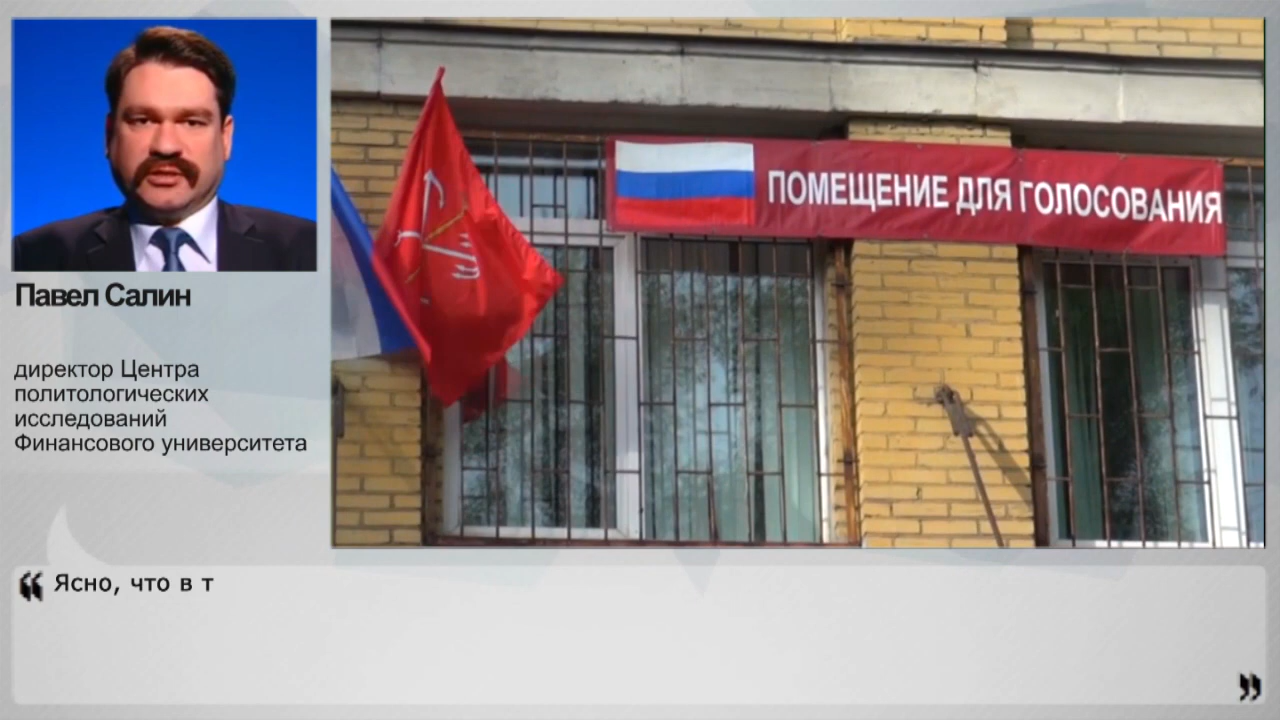 Павел Салин
директор Центра
политологических
исследований
Финансового университета
ПОМЕЩЕНИЕ ДЛЯ ГОЛОСОВАНИЯ
“ Ясно, что в т
”